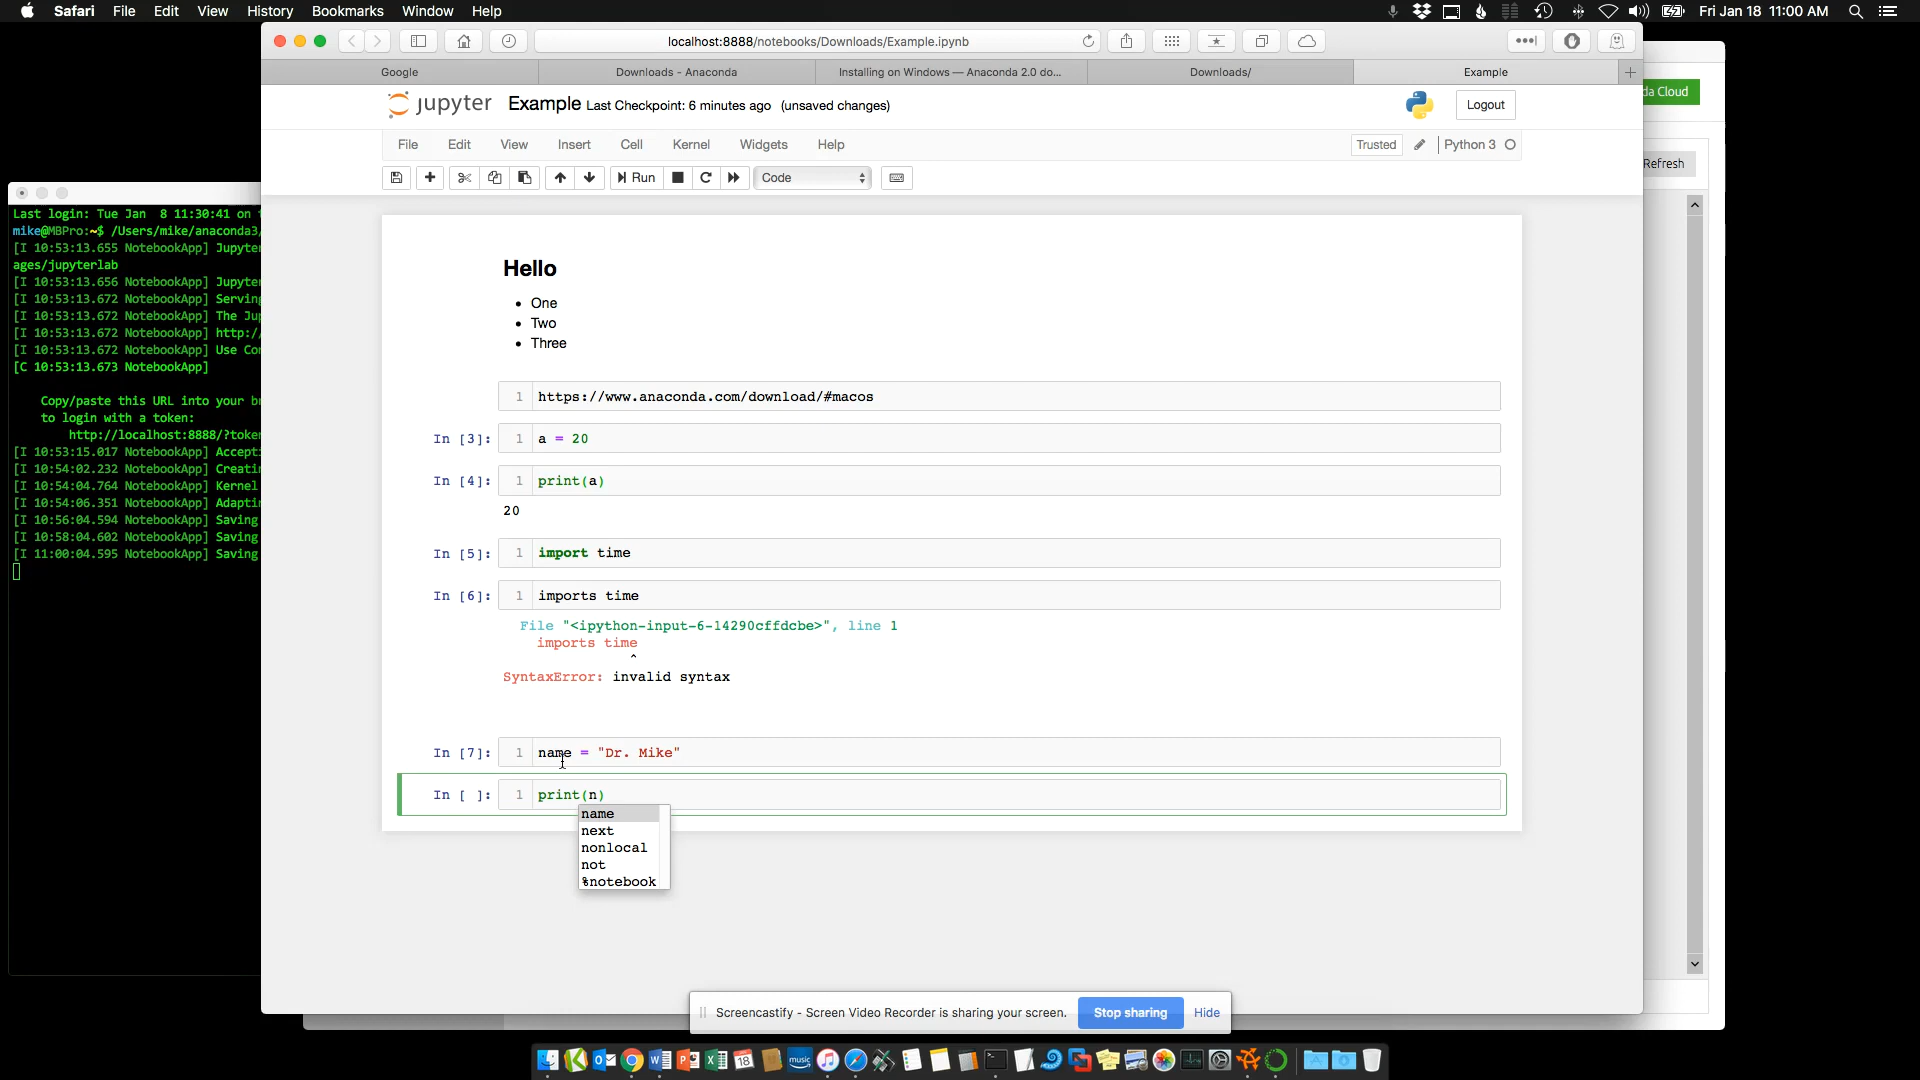 Safari File Edit View History Bookmarks Window Help
Fri Jan 18 11:00 AM
localhost:8888/notebooks/Downloads/Example.ipynb
Google
Downloads - Anaconda
Installing on Windows — Anaconda 2.0 do...
Downloads/
Example
da Cloud
Refresh
jupyter Example Last Checkpoint: 6 minutes ago (unsaved changes)
Logout
File Edit View Insert Cell Kernel Widgets Help
Trusted
Python 3
Run
Code
Last login: Tue Jan  8 11:30:41 on
mike@MBPro:~$ /Users/mike/anaconda3/
[I 10:53:13.655 NotebookApp] Jupyte
ages/jupyterlab
[I 10:53:13.656 NotebookApp] Jupyte
[I 10:53:13.672 NotebookApp] Serving
[I 10:53:13.672 NotebookApp] The Ju
[I 10:53:13.672 NotebookApp] http:/
[I 10:53:13.672 NotebookApp] Use Co
[C 10:53:13.673 NotebookApp]
Copy/paste this URL into your b
to login with a token:
http://localhost:8888/?toke
[I 10:53:15.017 NotebookApp] Accept
[I 10:54:02.232 NotebookApp] Creati
[I 10:54:04.764 NotebookApp] Kernel
[I 10:54:06.351 NotebookApp] Adapti
[I 10:56:04.594 NotebookApp] Saving
[I 10:58:04.602 NotebookApp] Saving
[I 11:00:04.595 NotebookApp] Saving
Hello
• One
• Two
• Three
1 https://www.anaconda.com/download/#macos
In [3]: 1 a = 20
In [4]: 1 print(a)
20
In [5]: 1 import time
In [6]: 1 imports time
File "<ipython-input-6-14290cffdcbe>", line 1
imports time
^
SyntaxError: invalid syntax
In [7]: 1 name = "Dr. Mike"
In [ ]: 1 print(n)
name
next
nonlocal
not
%notebook
Screencastify - Screen Video Recorder is sharing your screen.
Stop sharing
Hide
18
music